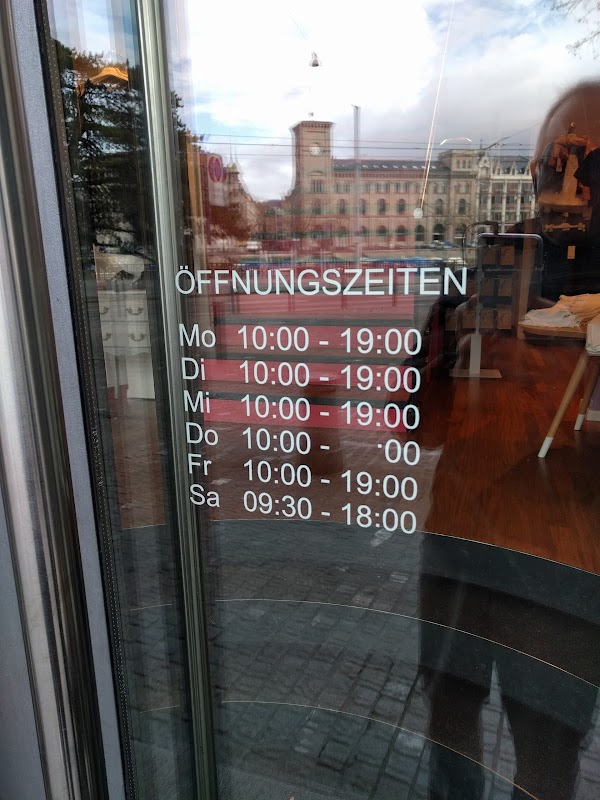 ÖFFNUNGSZEITEN
Mo 10:00 - 19:00
Di 10:00 - 19:00
Mi 10:00 - 19:00
Do 10:00 - :00
Fr 10:00 - 19:00
Sa 09:30 - 18:00